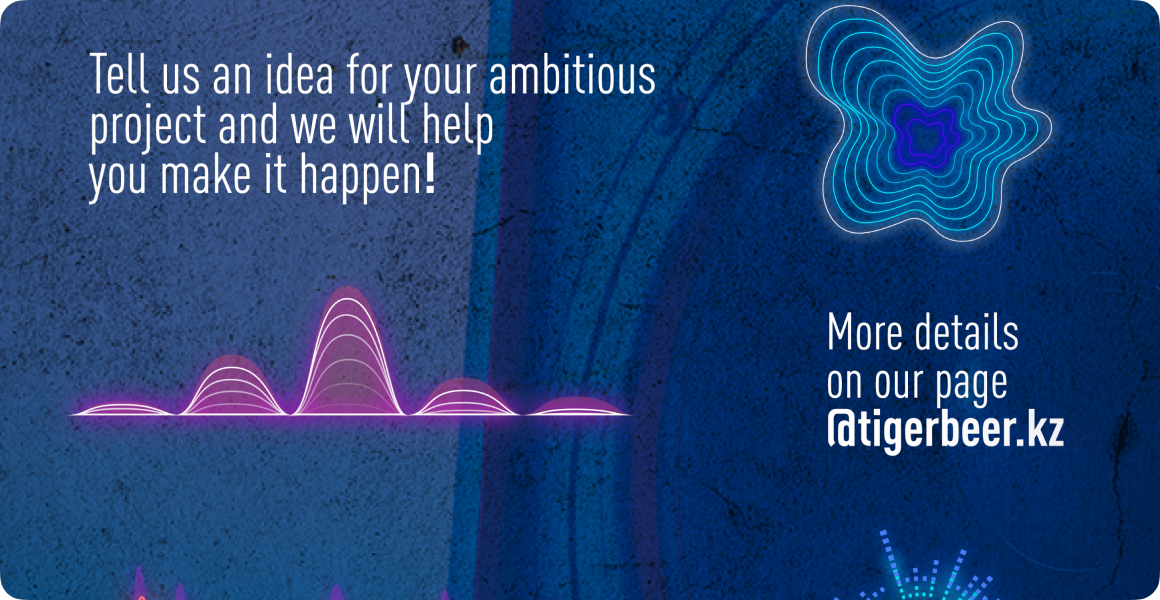 Tell us an idea for your ambitious
project and we will help
you make it happen!
More details
on our page
@tigerbeer.kz